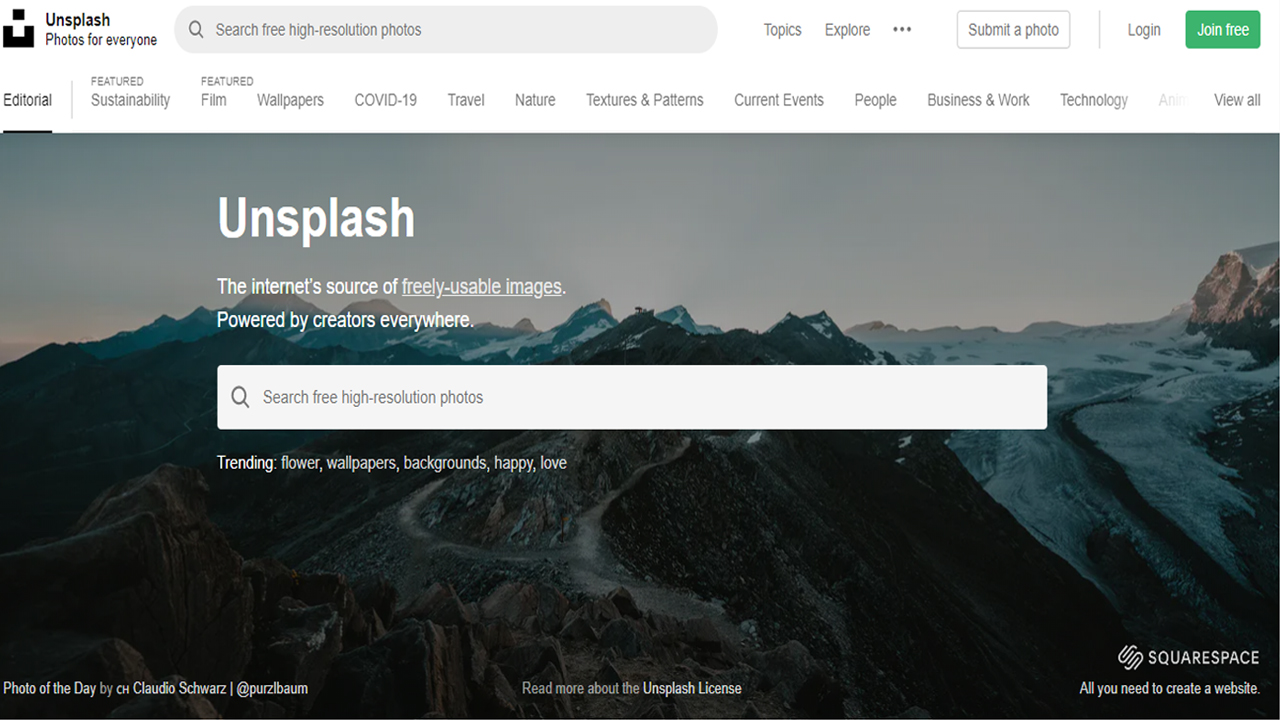 Unsplash
Photos for everyone
Search free high-resolution photos
Topics
Explore
•••
Submit a photo
Login
Join free
Editorial
FEATURED
Sustainability
FEATURED
Film
Wallpapers
COVID-19
Travel
Nature
Textures & Patterns
Current Events
People
Business & Work
Technology
View all
Unsplash
The internet's source of freely-usable images.
Powered by creators everywhere.
Search free high-resolution photos
Trending: flower, wallpapers, backgrounds, happy, love
SQUARESPACE
Photo of the Day by CH Claudio Schwarz | @purzlbaum
Read more about the Unsplash License
All you need to create a website.